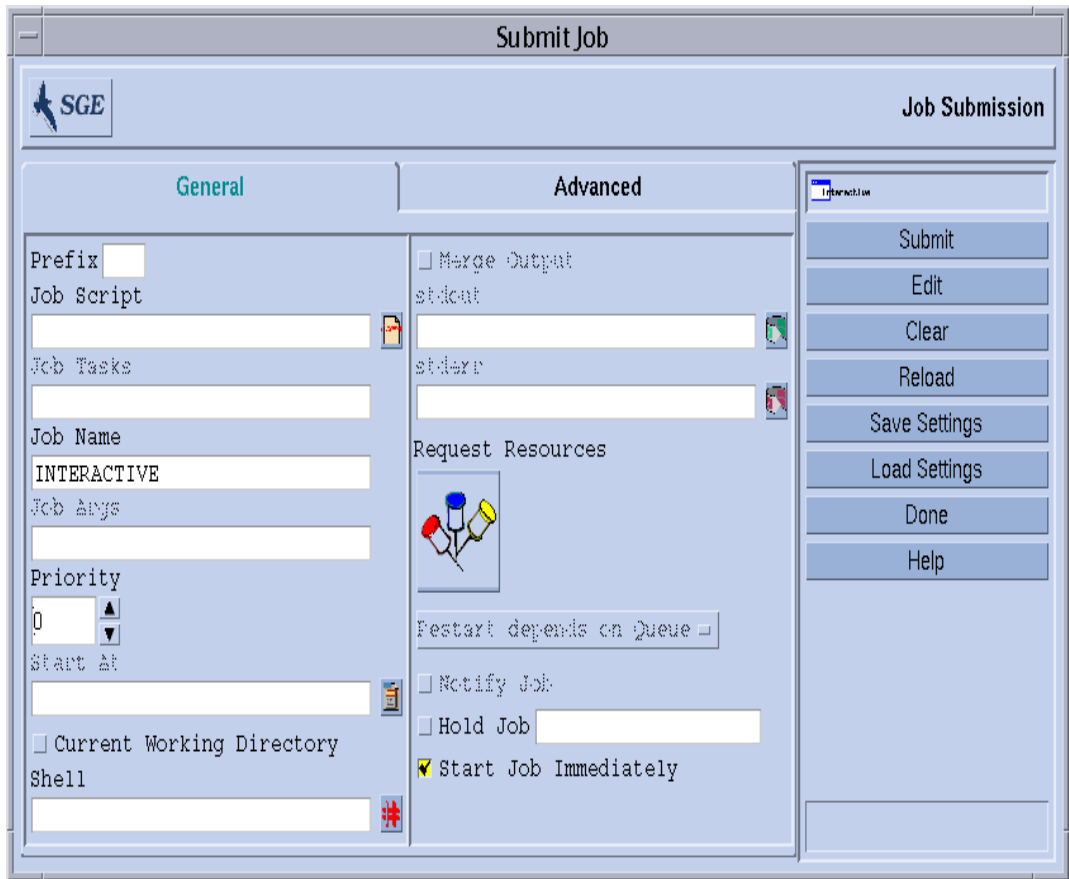 Submit Job
SGE
Job Submission
General
Advanced
Interactive
Prefix
Job Script
Job Tasks
Job Name
INTERACTIVE
Job Args
Priority
0
Start At
Current Working Directory
Shell
Merge Output
stdout
stderr
Request Resources
Restart depends on Queue
Notify Job
Hold Job
Start Job Immediately
Submit
Edit
Clear
Reload
Save Settings
Load Settings
Done
Help